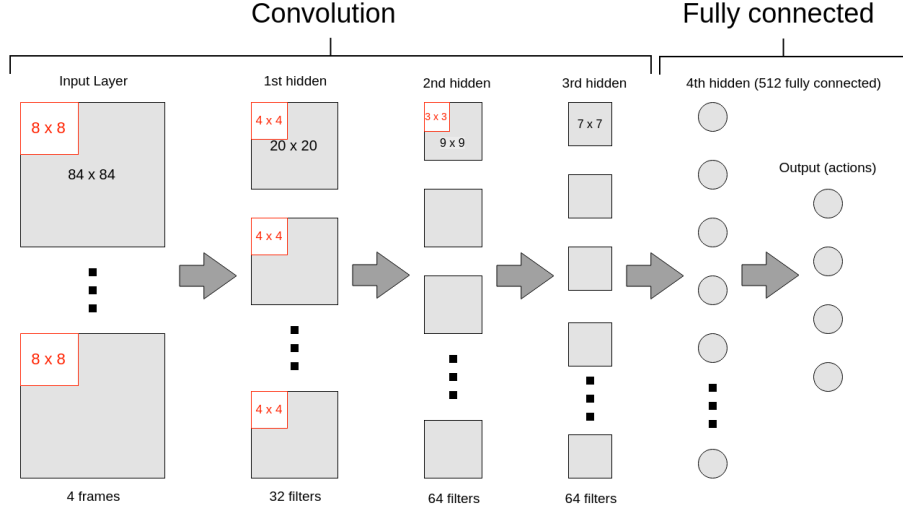 Convolution
Fully connected
Input Layer
1st hidden
2nd hidden
3rd hidden
4th hidden (512 fully connected)
8 x 8
84 x 84
4 x 4
20 x 20
3 x 3
9 x 9
7 x 7
Output (actions)
4 x 4
8 x 8
4 x 4
4 frames
32 filters
64 filters
64 filters